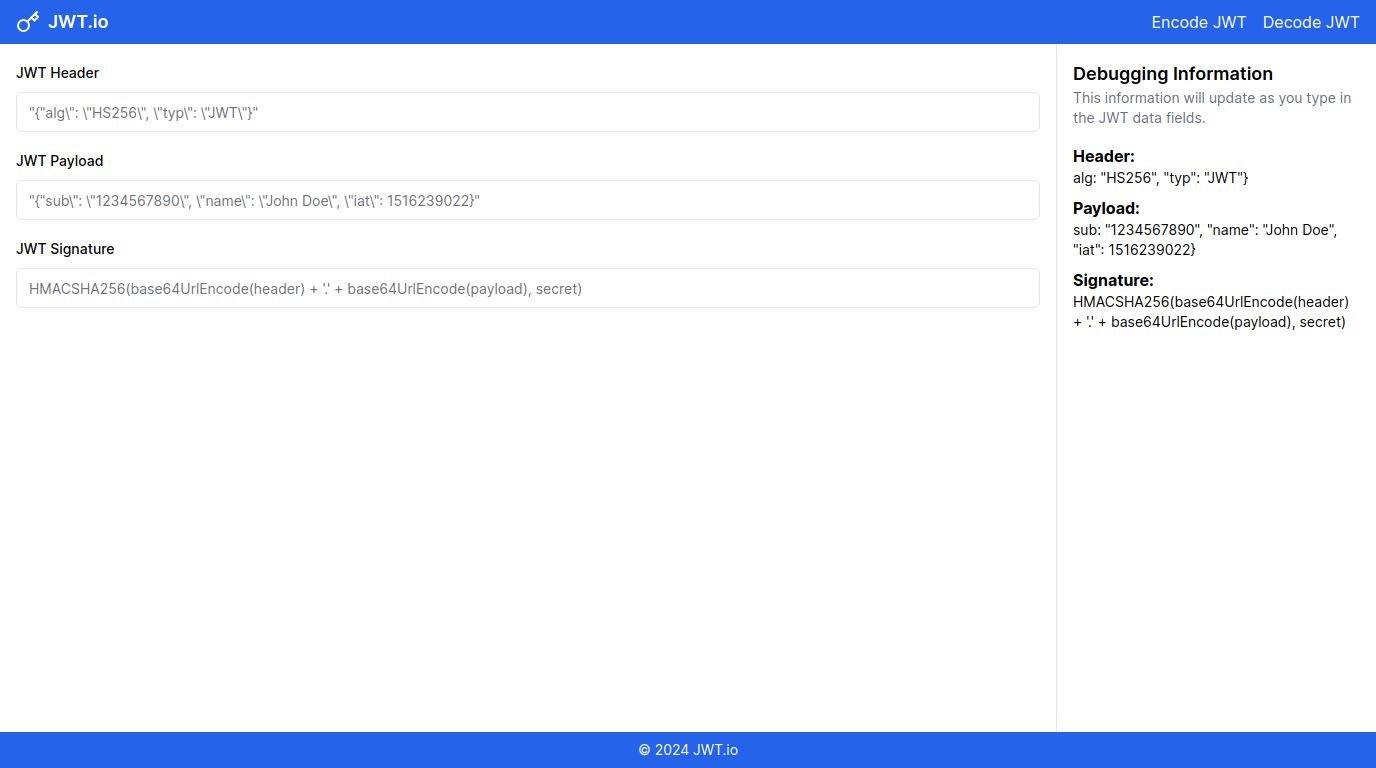 JWT.io
Encode JWT
Decode JWT
JWT Header
"{"alg\": \"HS256\", \"typ\": \"JWT\"}"
JWT Payload
"{"sub\": \"1234567890\", \"name\": \"John Doe\", \"iat\": 1516239022}"
JWT Signature
HMACSHA256(base64UrlEncode(header) + '.' + base64UrlEncode(payload), secret)
Debugging Information
This information will update as you type in
the JWT data fields.
Header:
alg: "HS256", "typ": "JWT"}
Payload:
sub: "1234567890", "name": "John Doe",
"iat": 1516239022}
Signature:
HMACSHA256(base64UrlEncode(header)
+ '.' + base64UrlEncode(payload), secret)
© 2024 JWT.io